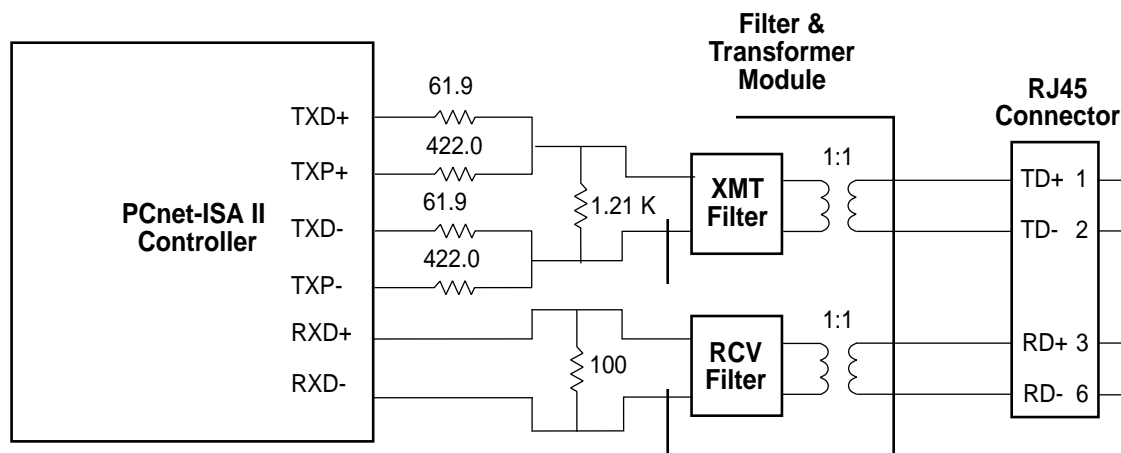 Filter &
Transformer
Module
RJ45
Connector
61.9
TXD+
422.0
TXP+
1:1
XMT
Filter
TD+ 1
PCnet-ISA II
Controller
61.9
1.21 K
TXD-
TD- 2
422.0
TXP-
RXD+
1:1
RCV
Filter
RD+ 3
100
RXD-
RD- 6